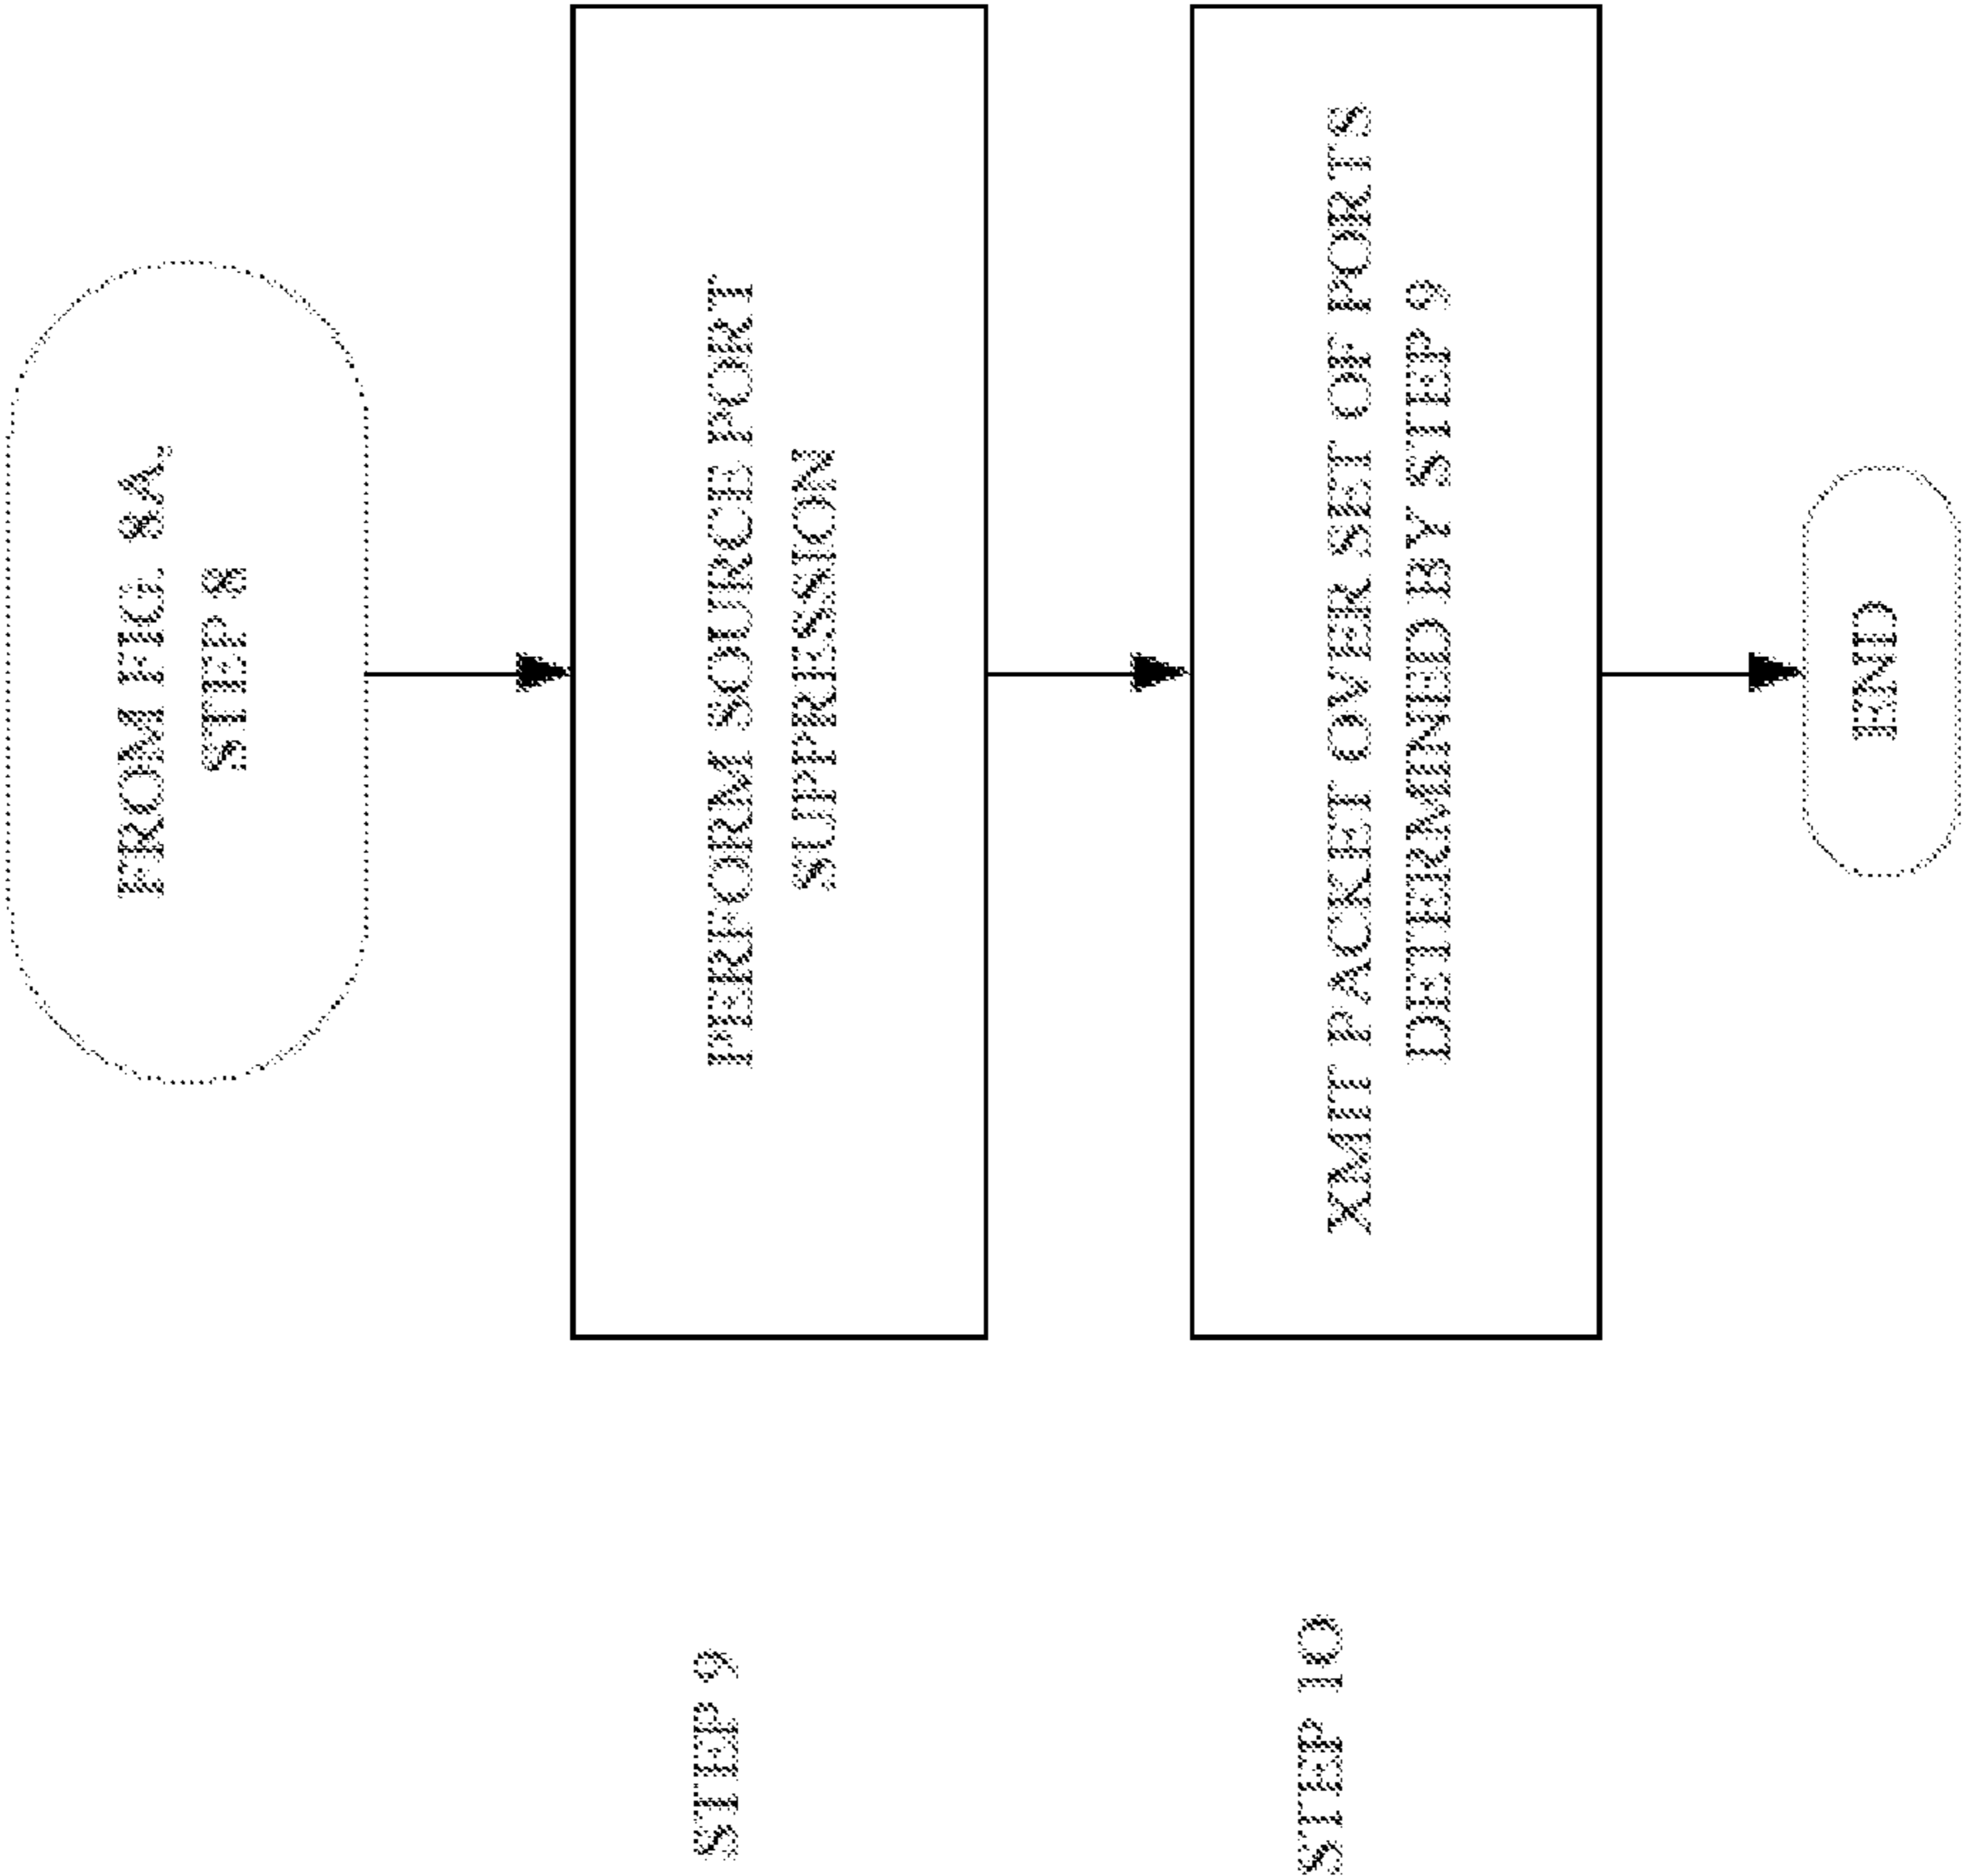 FROM FIG. 8A,
STEP 8
STEP 9
PERFORM SOURCE PORT
SUPPRESSION
STEP 10
XMIT PACKET OVER SET OF PORTS
DETERMINED BY STEP 9
END